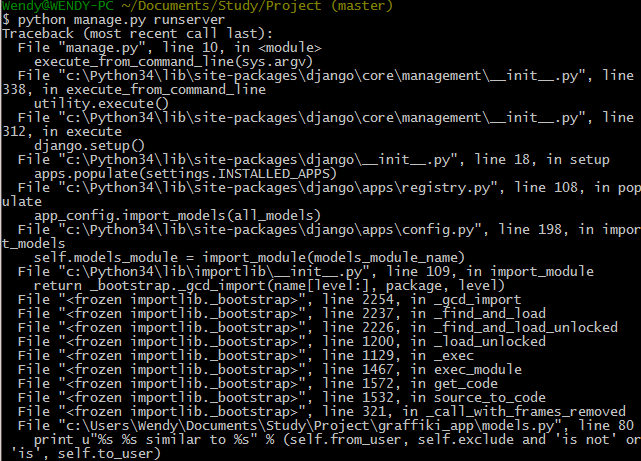 Wendy@WENDY-PC ~/Documents/Study/Project (master)
$ python manage.py runserver
Traceback (most recent call last):
  File "manage.py", line 10, in <module>
    execute_from_command_line(sys.argv)
  File "c:\Python34\lib\site-packages\django\core\management\__init__.py", line
338, in execute_from_command_line
    utility.execute()
  File "c:\Python34\lib\site-packages\django\core\management\__init__.py", line
312, in execute
    django.setup()
  File "c:\Python34\lib\site-packages\django\__init__.py", line 18, in setup
    apps.populate(settings.INSTALLED_APPS)
  File "c:\Python34\lib\site-packages\django\apps\registry.py", line 108, in pop
ulate
    app_config.import_models(all_models)
  File "c:\Python34\lib\site-packages\django\apps\config.py", line 198, in impor
t_models
    self.models_module = import_module(models_module_name)
  File "c:\Python34\lib\importlib\__init__.py", line 109, in import_module
    return _bootstrap._gcd_import(name[level:], package, level)
  File "<frozen importlib._bootstrap>", line 2254, in _gcd_import
  File "<frozen importlib._bootstrap>", line 2237, in _find_and_load
  File "<frozen importlib._bootstrap>", line 2226, in _find_and_load_unlocked
  File "<frozen importlib._bootstrap>", line 1200, in _load_unlocked
  File "<frozen importlib._bootstrap>", line 1129, in _exec
  File "<frozen importlib._bootstrap>", line 1467, in exec_module
  File "<frozen importlib._bootstrap>", line 1572, in get_code
  File "<frozen importlib._bootstrap>", line 1532, in source_to_code
  File "<frozen importlib._bootstrap>", line 321, in _call_with_frames_removed
  File "C:\Users\Wendy\Documents\Study\Project\graffiki_app\models.py", line 80
    print u"%s %s similar to %s" % (self.from_user, self.exclude and 'is not' or
 'is', self.to_user)